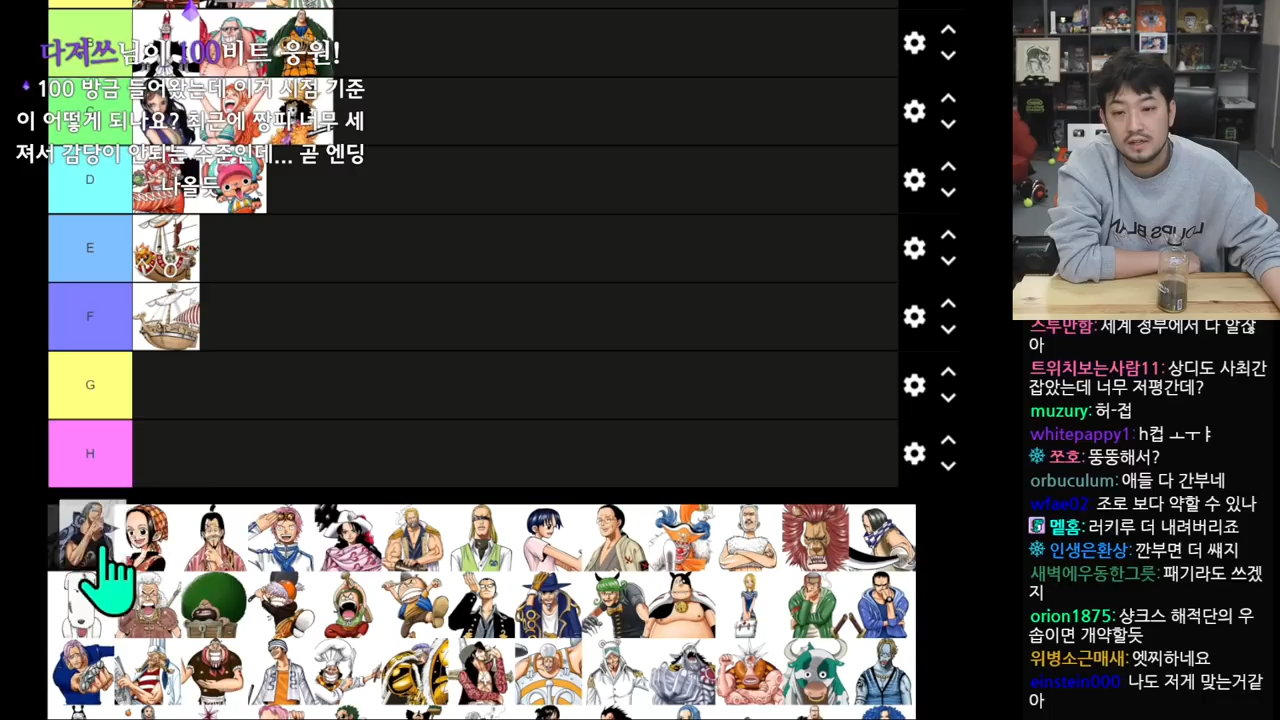 다져쓰님이 100비트 응원!
100 방금 들어왔는데 이거 시점 기준
이 어떻게 되나요? 최근에 짱피 너무 세
져서 감당이 안되는 수준인데... 곧 엔딩
나올듯
D
E
F
G
H
스투만함: 세계 정부에서 다 알잖
아
트위치보는사람11: 상디도 사최간
잡았는데 너무 저평간데?
muzury: 허-접
whitepappy1: h컵 ㅗㅜㅑ
쪼호: 뚱뚱해서?
orbuculum: 애들 다 간부네
wfae02 조로 보다 약할 수 있나
멛홈: 러키루 더 내려버리죠
인생은환상: 깐부면 더 쌔지
새벽에우동한그릇: 패기라도 쓰겠
지
orion1875: 샹크스 해적단의 우
솝이면 개약할듯
위병소근매새: 엣찌하네요
einstein000 나도 저게 맞는거같
아